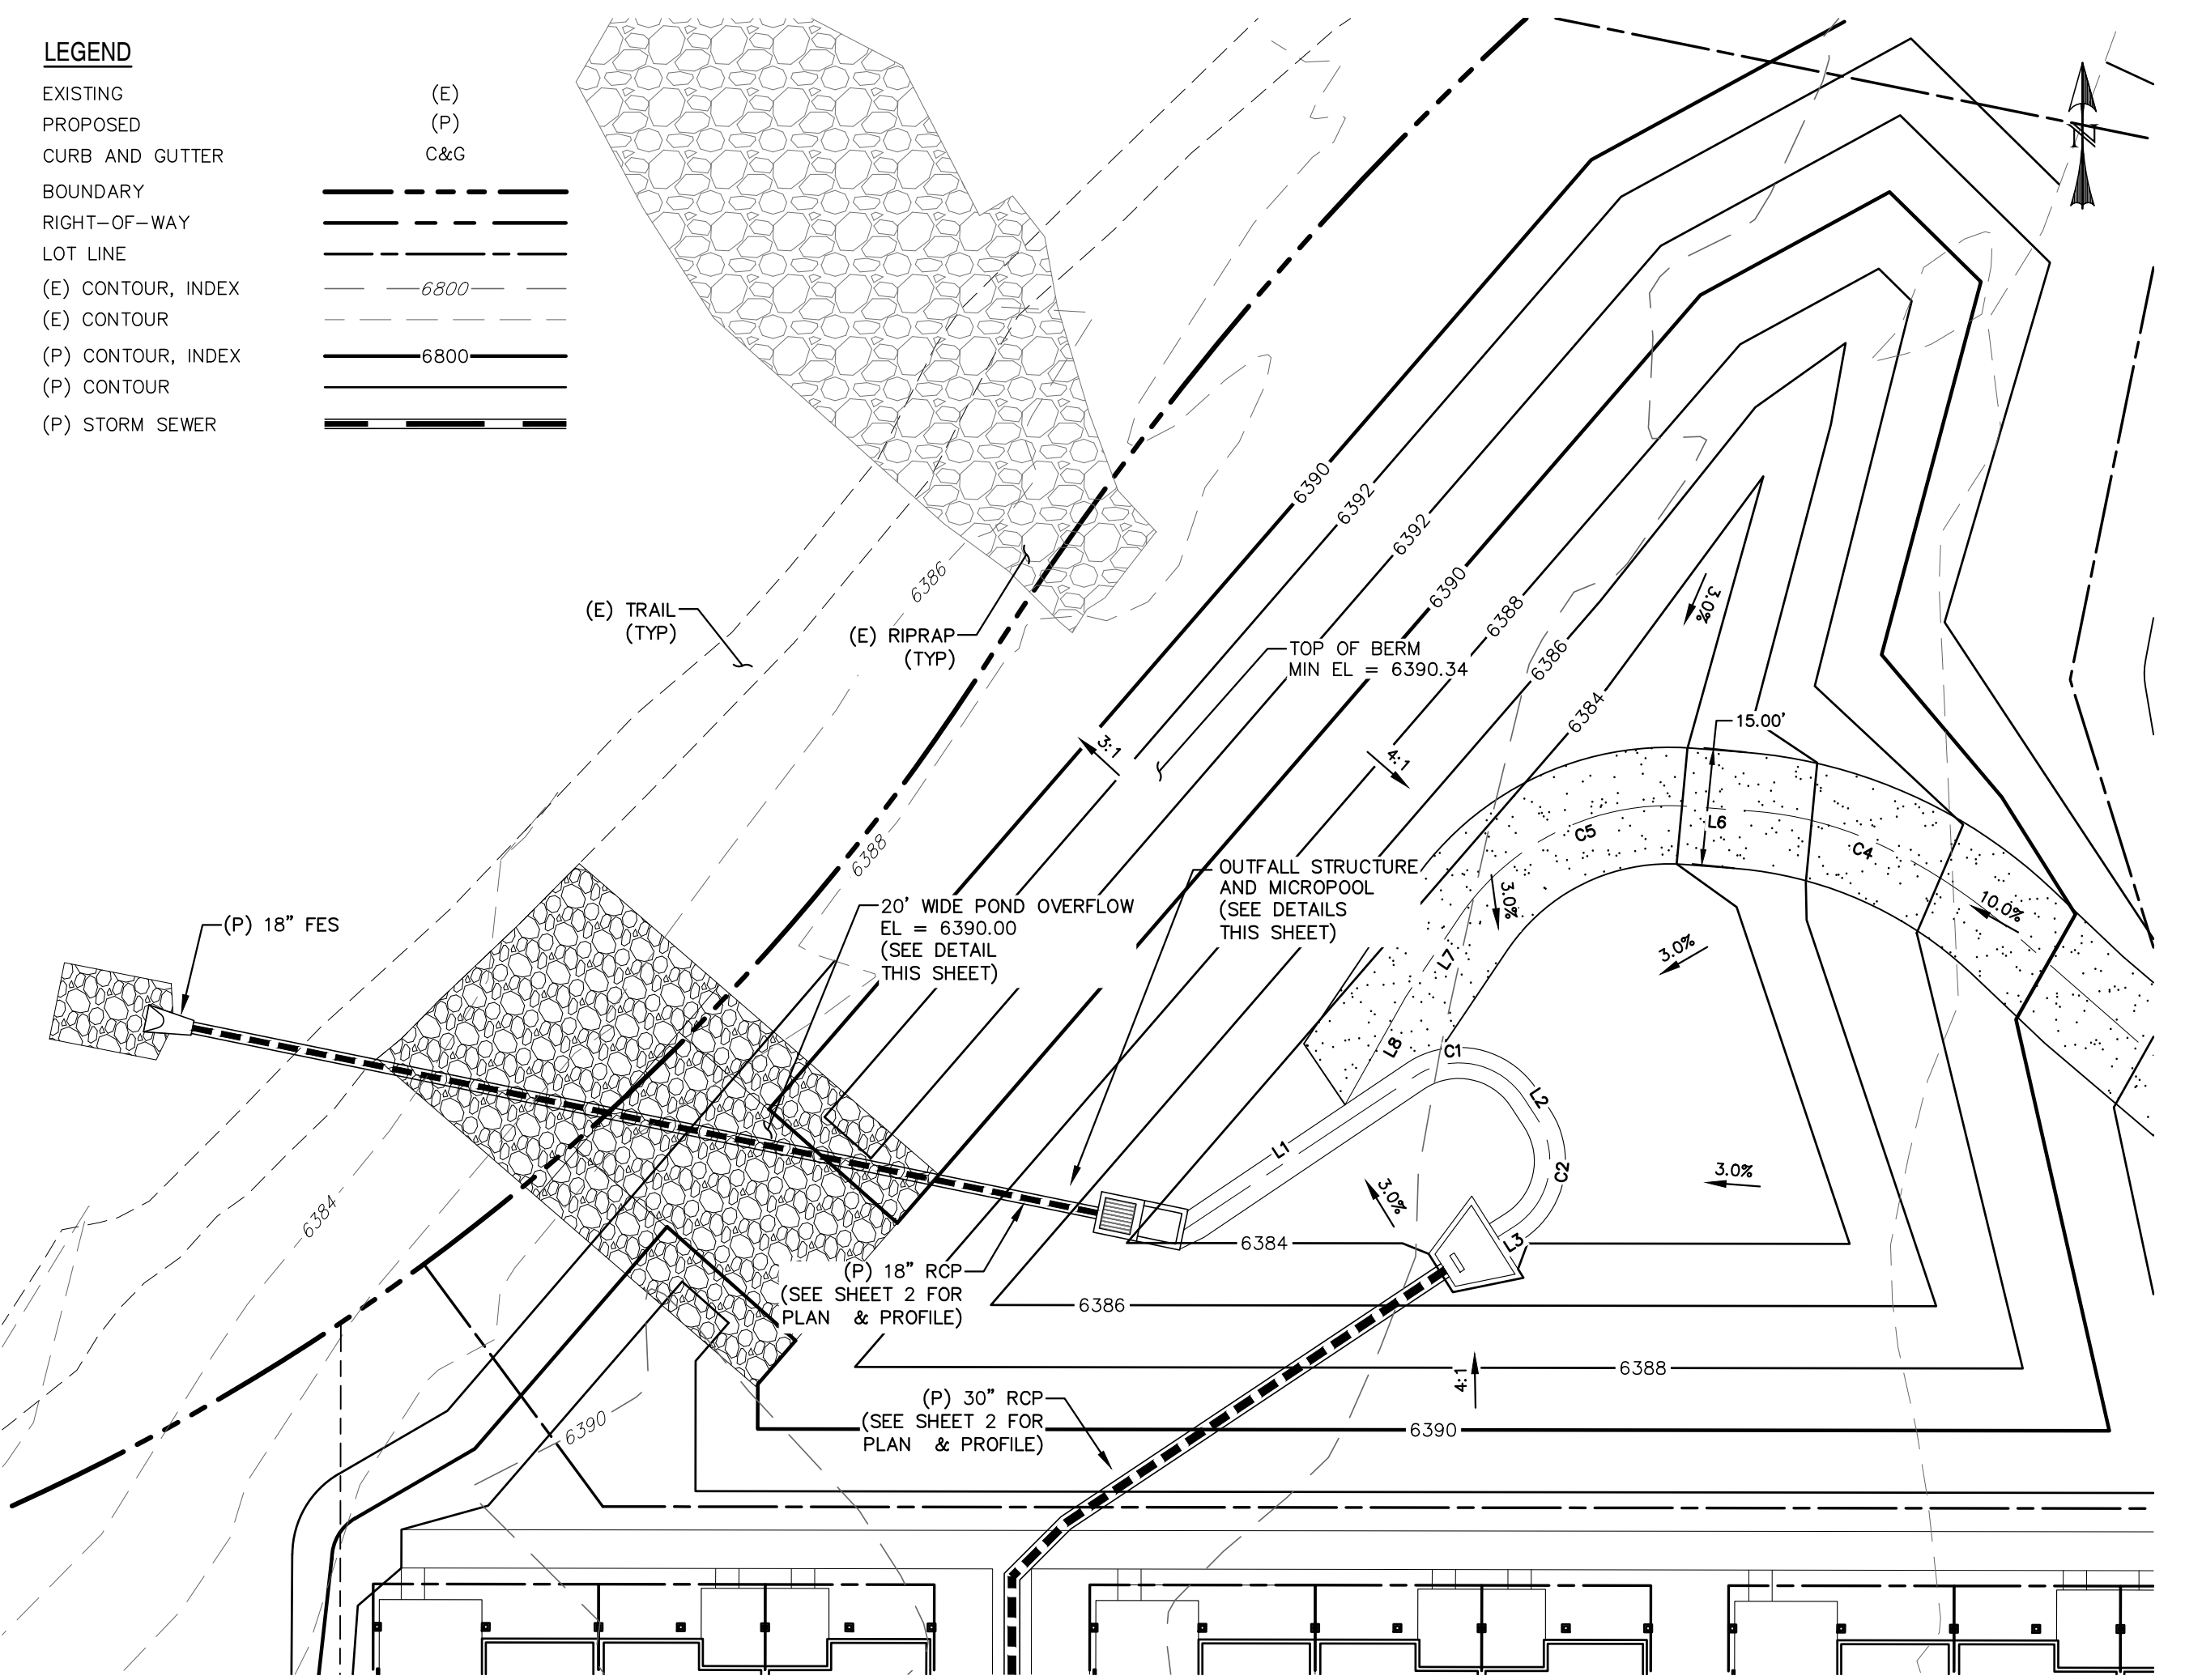 LEGEND
EXISTING (E)
PROPOSED (P)
CURB AND GUTTER C&G
BOUNDARY
RIGHT-OF-WAY
LOT LINE
(E) CONTOUR, INDEX 6800
(E) CONTOUR
(P) CONTOUR, INDEX 6800
(P) CONTOUR
(P) STORM SEWER
N
6390
6392
6392
6390
6388
6386
6384
6386
(E) TRAIL
(TYP)
(E) RIPRAP
(TYP)
TOP OF BERM
MIN EL = 6390.34
3.0%
15.00'
3:1
4:1
L6
C5
C4
10.0%
6388
OUTFALL STRUCTURE
AND MICROPOOL
(SEE DETAILS
THIS SHEET)
20' WIDE POND OVERFLOW
EL = 6390.00
(SEE DETAIL
THIS SHEET)
3.0%
3.0%
L7
L8
(P) 18" FES
C1
L2
L1
C2
3.0%
3.0%
L3
6384
6384
(P) 18" RCP
(SEE SHEET 2 FOR
PLAN & PROFILE)
6386
6388
4:1
(P) 30" RCP
(SEE SHEET 2 FOR
PLAN & PROFILE)
6390
6390